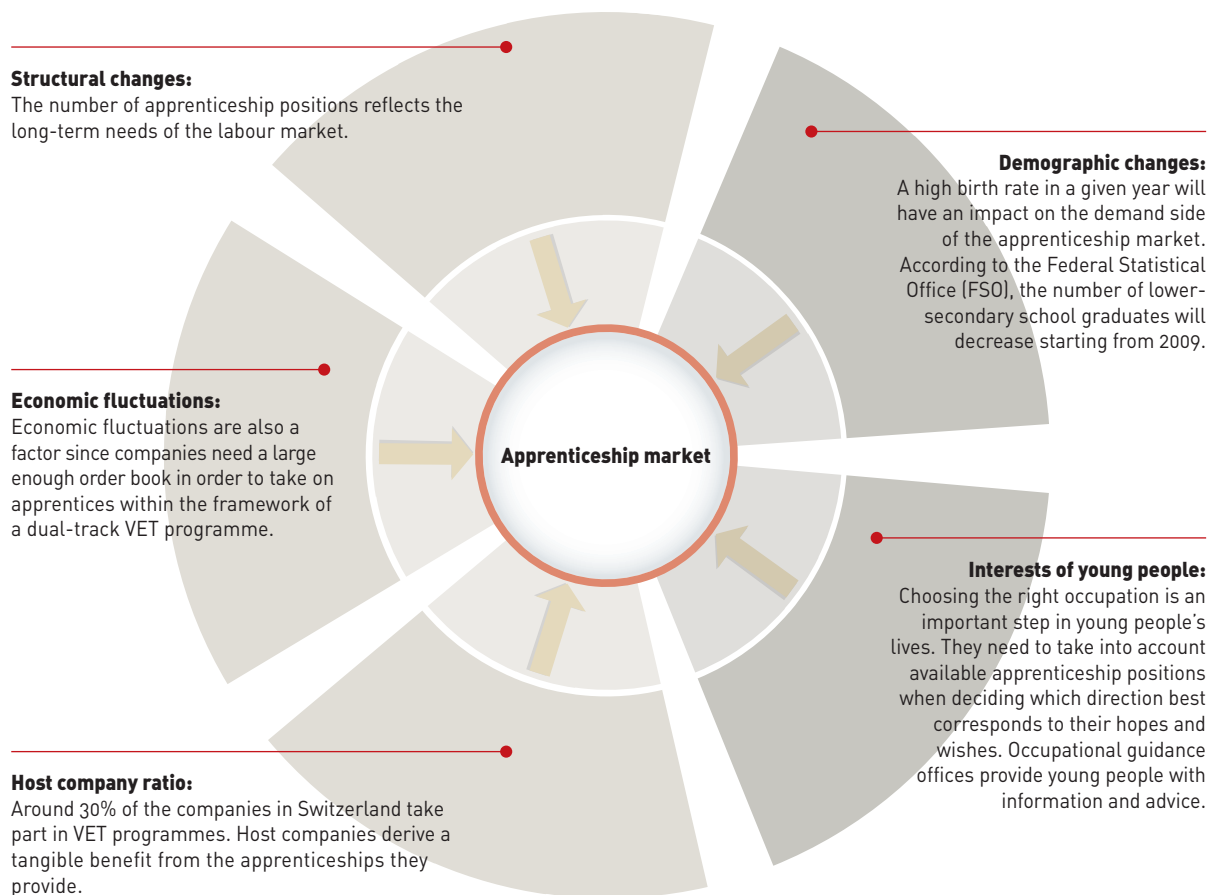 Structural changes:
The number of apprenticeship positions reflects the
long-term needs of the labour market.
Demographic changes:
A high birth rate in a given year will
have an impact on the demand side
of the apprenticeship market.
According to the Federal Statistical
Office (FSO), the number of lower-
secondary school graduates will
decrease starting from 2009.
Economic fluctuations:
Economic fluctuations are also a
factor since companies need a large
enough order book in order to take on
apprentices within the framework of
a dual-track VET programme.
Apprenticeship market
Interests of young people:
Choosing the right occupation is an
important step in young people’s
lives. They need to take into account
available apprenticeship positions
when deciding which direction best
corresponds to their hopes and
wishes. Occupational guidance
offices provide young people with
information and advice.
Host company ratio:
Around 30% of the companies in Switzerland take
part in VET programmes. Host companies derive a
tangible benefit from the apprenticeships they
provide.